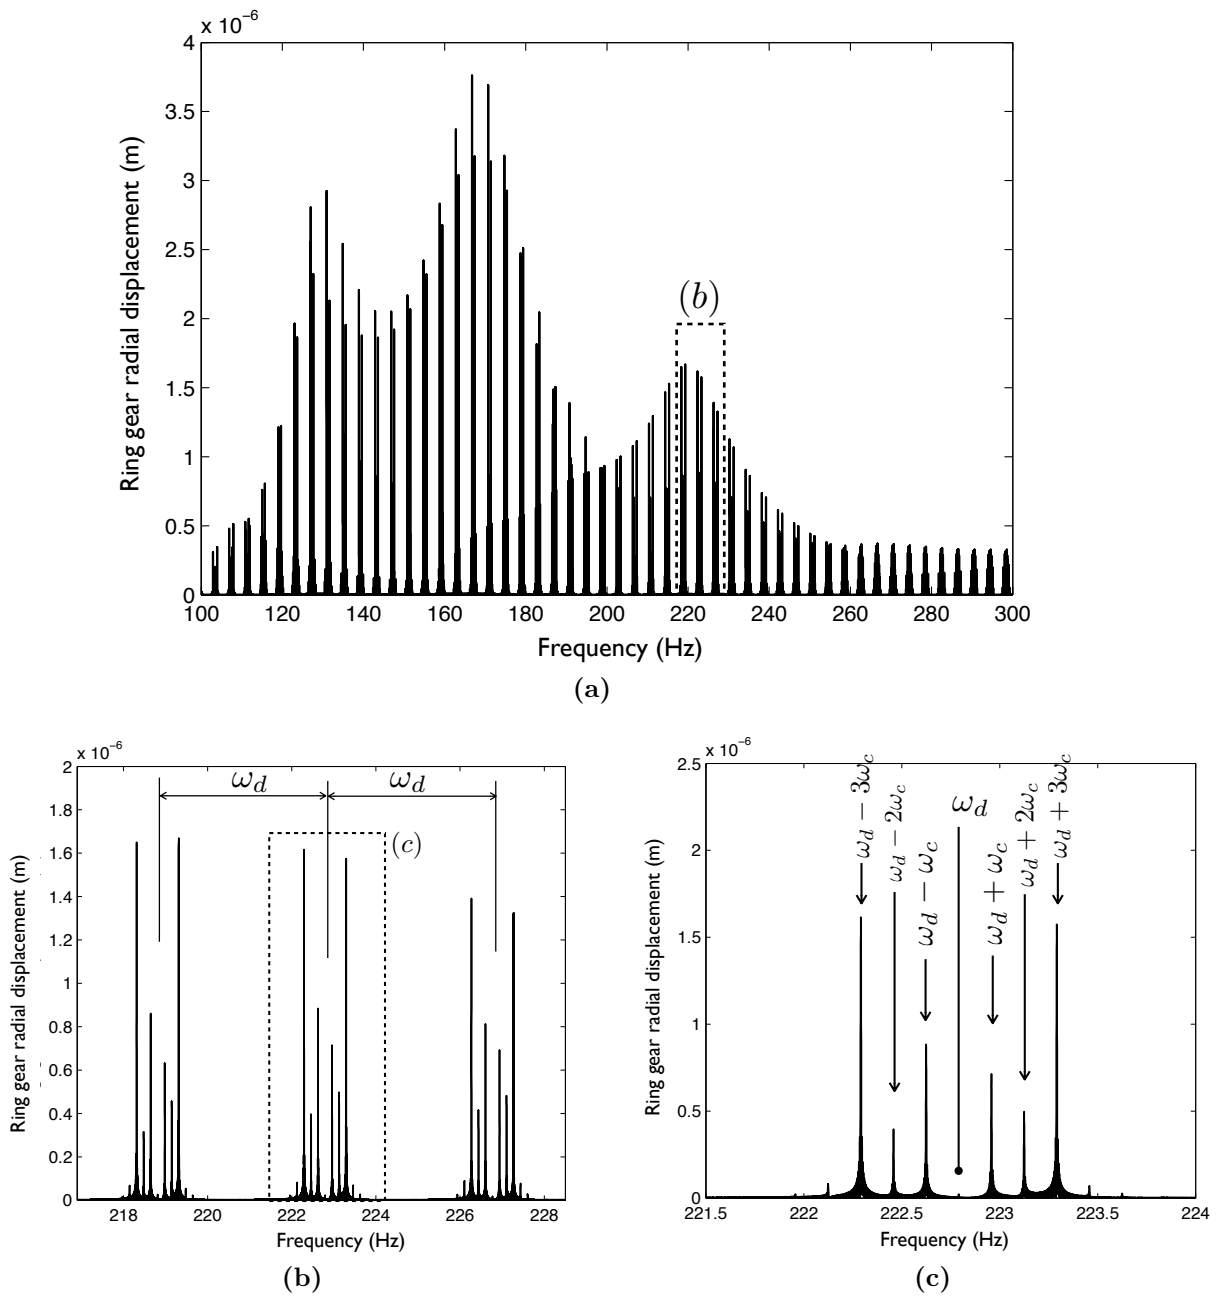 x 10⁻⁶
4
3.5
3
2.5
2
1.5
1
0.5
0
Ring gear radial displacement (m)
(b)
100 120 140 160 180 200 220 240 260 280 300
Frequency (Hz)
(a)
x 10⁻⁶
2
1.8
1.6
1.4
1.2
1
0.8
0.6
0.4
0.2
0
Ring gear radial displacement (m)
ω_d ω_d
(c)
218 220 222 224 226 228
Frequency (Hz)
(b)
x 10⁻⁶
2.5
2
1.5
1
0.5
0
Ring gear radial displacement (m)
ω_d − 3ω_c
ω_d − 2ω_c
ω_d − ω_c
ω_d
ω_d + ω_c
ω_d + 2ω_c
ω_d + 3ω_c
221.5 222 222.5 223 223.5 224
Frequency (Hz)
(c)